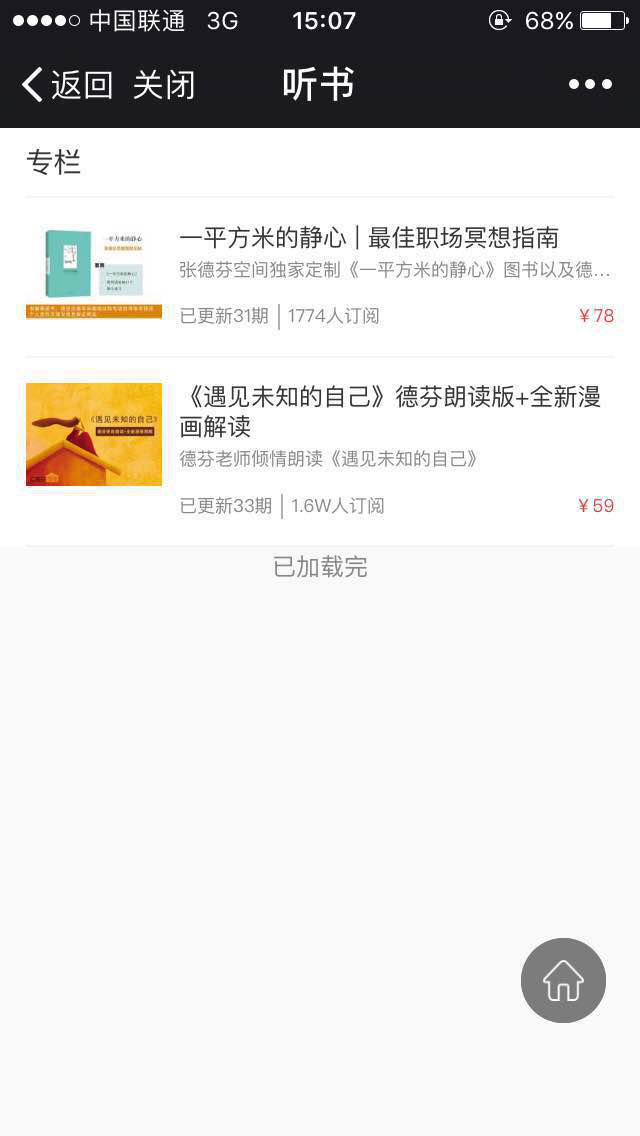 中国联通 3G 15:07 68%
返回 关闭 听书
专栏
一平方米的静心
一平方米的静心 | 最佳职场冥想指南
张德芬空间独家定制《一平方米的静心》图书以及德...
已更新31期 | 1774人订阅 ¥78
《遇见未知的自己》
《遇见未知的自己》德芬朗读版+全新漫
画解读
德芬老师倾情朗读《遇见未知的自己》
已更新33期 | 1.6W人订阅 ¥59
已加载完